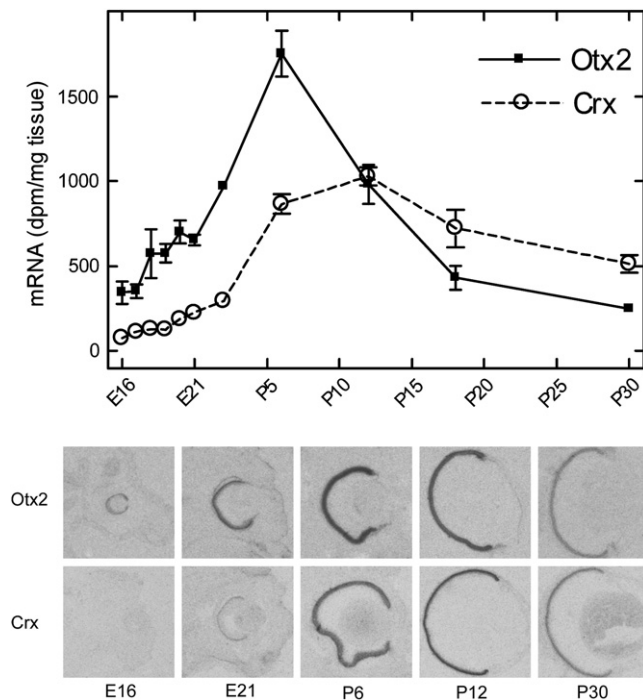 1500
1000
500
0
mRNA (dpm/mg tissue)
Otx2
Crx
E16 E21 P5 P10 P15 P20 P25 P30
Otx2
Crx
E16 E21 P6 P12 P30